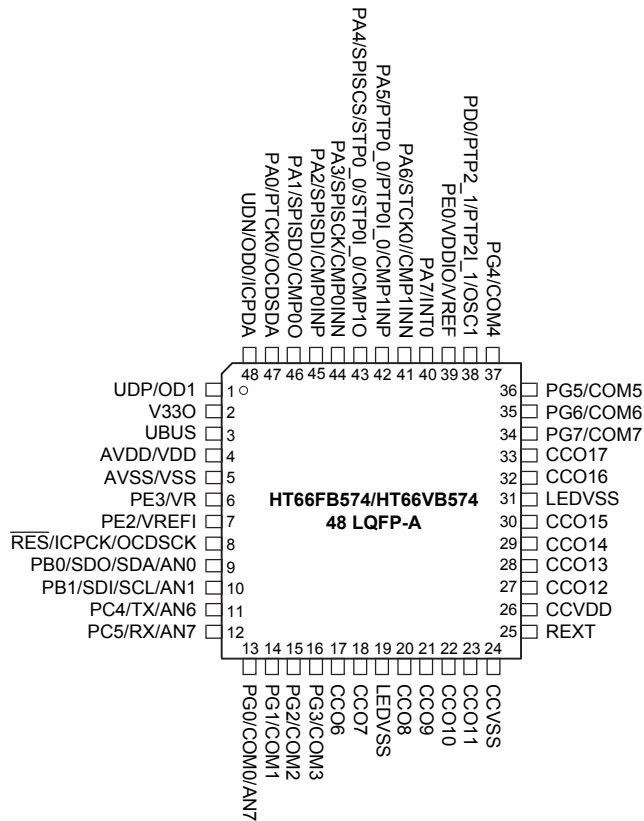 UDN/OD0/ICPDA
PA0/PTCK0/OCDSDA
PA1/SPISDO/CMP0O
PA2/SPISDI/CMP0INP
PA3/SPISCK/CMP0INN
PA4/SPISCS/STP0_0/STP0I_0/CMP1O
PA5/PTP0_0/PTP0I_0/CMP1INP
PA6/STCK0//CMP1INN
PA7/INT0
PE0/VDDIO/VREF
PD0/PTP2_1/PTP2I_1/OSC1
PG4/COM4
48 47 46 45 44 43 42 41 40 39 38 37
UDP/OD1 1
V33O 2
UBUS 3
AVDD/VDD 4
AVSS/VSS 5
PE3/VR 6
PE2/VREFI 7
RES/ICPCK/OCDSCK 8
PB0/SDO/SDA/AN0 9
PB1/SDI/SCL/AN1 10
PC4/TX/AN6 11
PC5/RX/AN7 12
HT66FB574/HT66VB574
48 LQFP-A
36 PG5/COM5
35 PG6/COM6
34 PG7/COM7
33 CCO17
32 CCO16
31 LEDVSS
30 CCO15
29 CCO14
28 CCO13
27 CCO12
26 CCVDD
25 REXT
13 14 15 16 17 18 19 20 21 22 23 24
PG0/COM0/AN7
PG1/COM1
PG2/COM2
PG3/COM3
CCO6
CCO7
LEDVSS
CCO8
CCO9
CCO10
CCO11
CCVSS